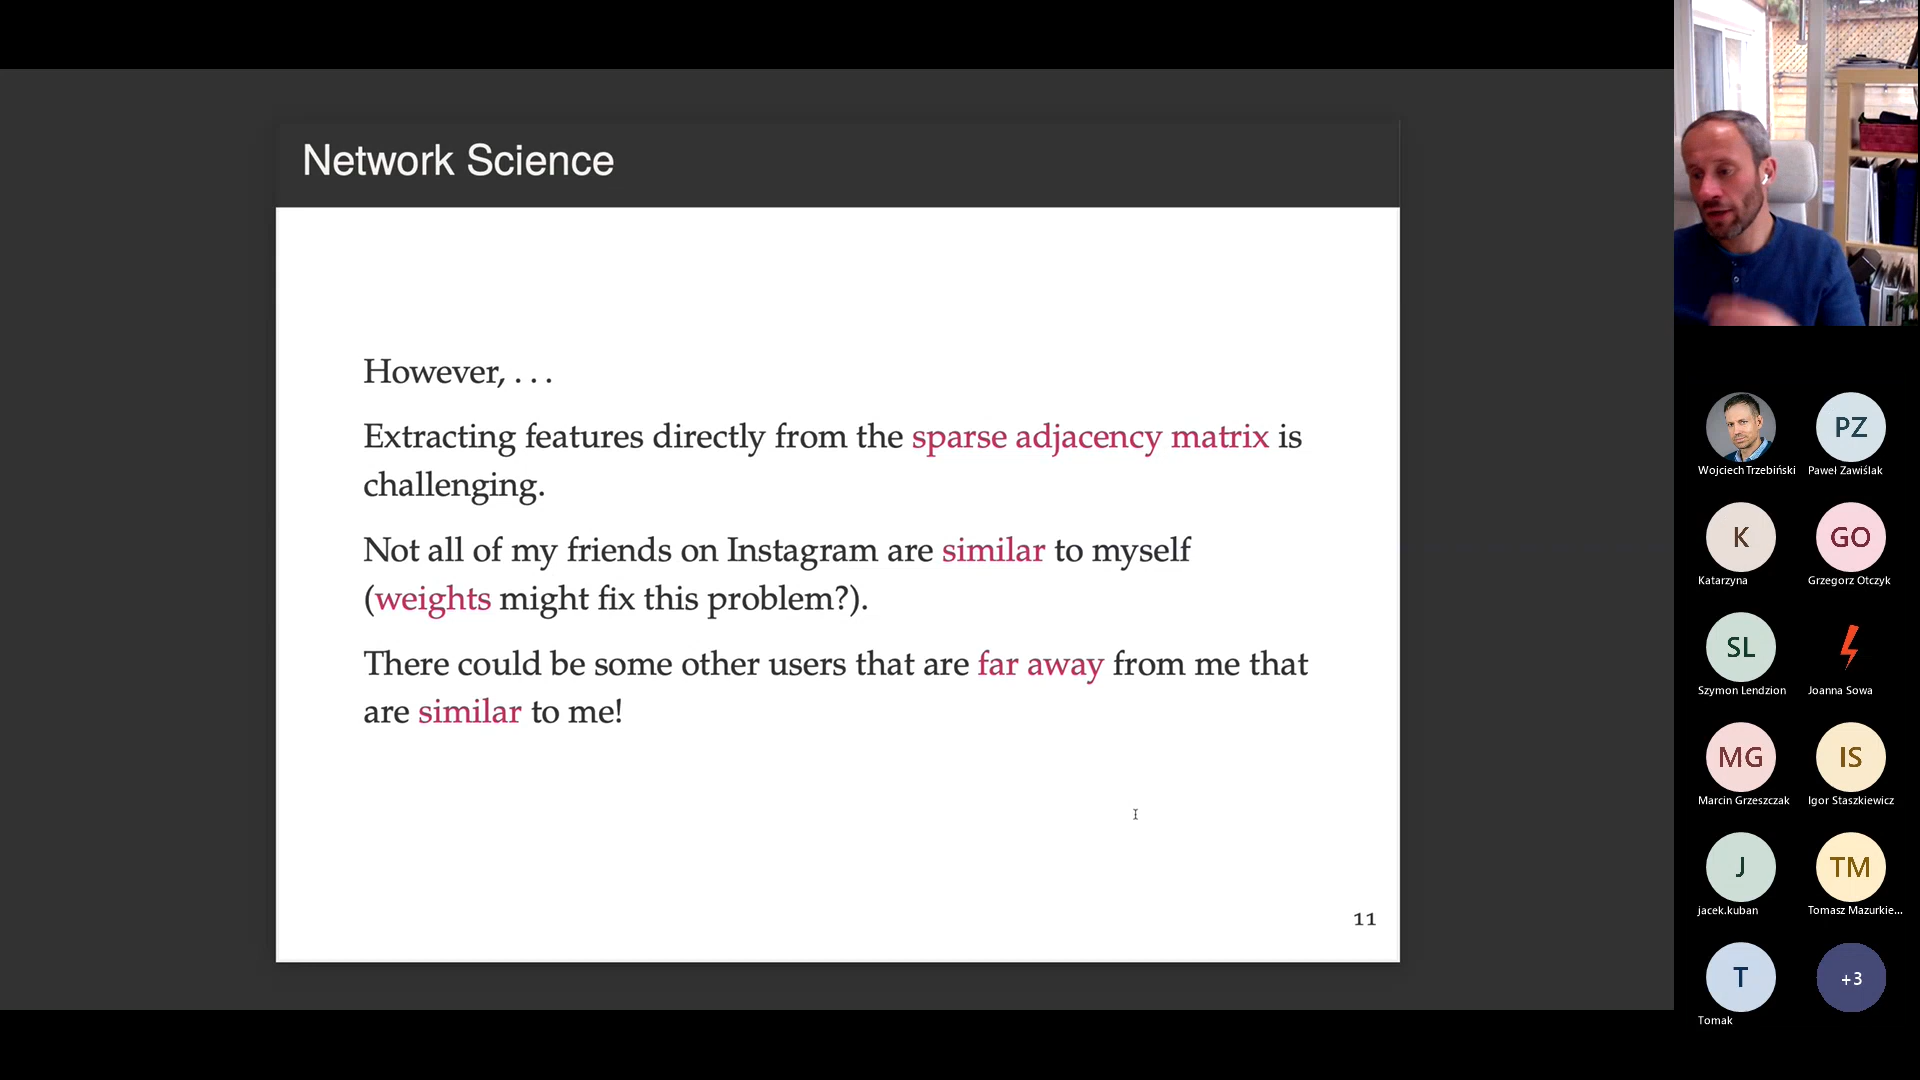 Network Science
However, . . .
Extracting features directly from the sparse adjacency matrix is
challenging.
Not all of my friends on Instagram are similar to myself
(weights might fix this problem?).
There could be some other users that are far away from me that
are similar to me!
11
Wojciech Trzebiński
PZ
Paweł Zawiślak
K
Katarzyna
GO
Grzegorz Otczyk
SL
Szymon Lendzion
Joanna Sowa
MG
Marcin Grzeszczak
IS
Igor Staszkiewicz
J
jacek.kuban
TM
Tomasz Mazurkie...
T
Tomak
+3